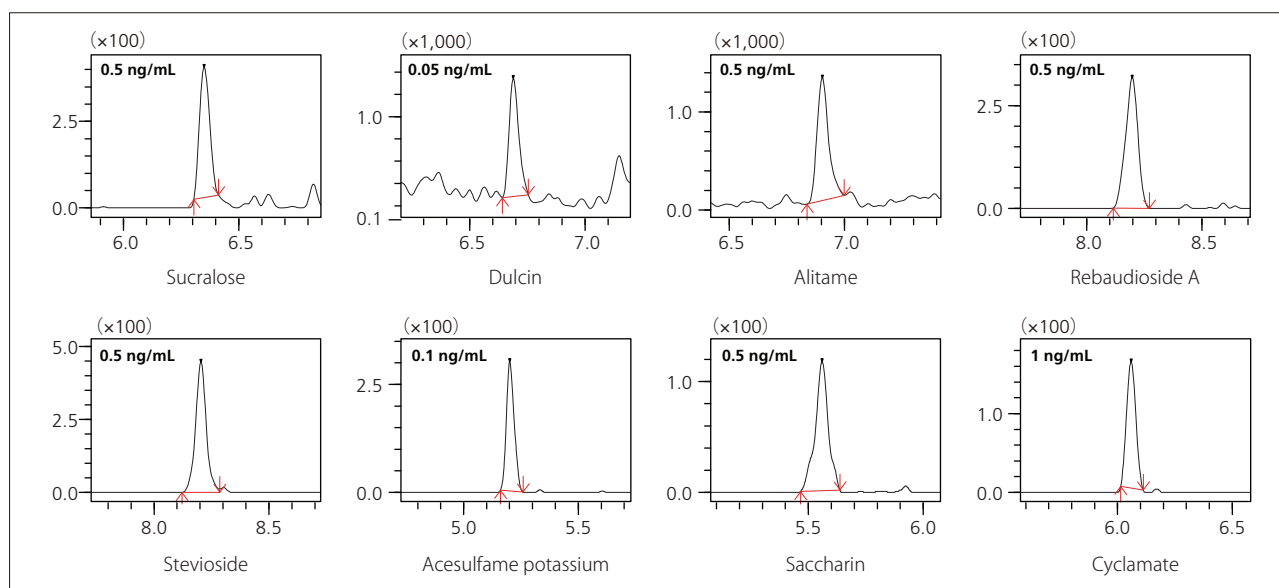 (×100)
0.5 ng/mL
2.5
0.0
6.0 6.5
Sucralose
(×1,000)
0.05 ng/mL
1.0
0.1
6.5 7.0
Dulcin
(×1,000)
0.5 ng/mL
1.0
0.0
6.5 7.0
Alitame
(×100)
0.5 ng/mL
2.5
0.0
8.0 8.5
Rebaudioside A
(×100)
5.0
0.5 ng/mL
2.5
0.0
8.0 8.5
Stevioside
(×100)
0.1 ng/mL
2.5
0.0
5.0 5.5
Acesulfame potassium
(×100)
0.5 ng/mL
1.0
0.0
5.5 6.0
Saccharin
(×100)
1 ng/mL
1.0
0.0
6.0 6.5
Cyclamate